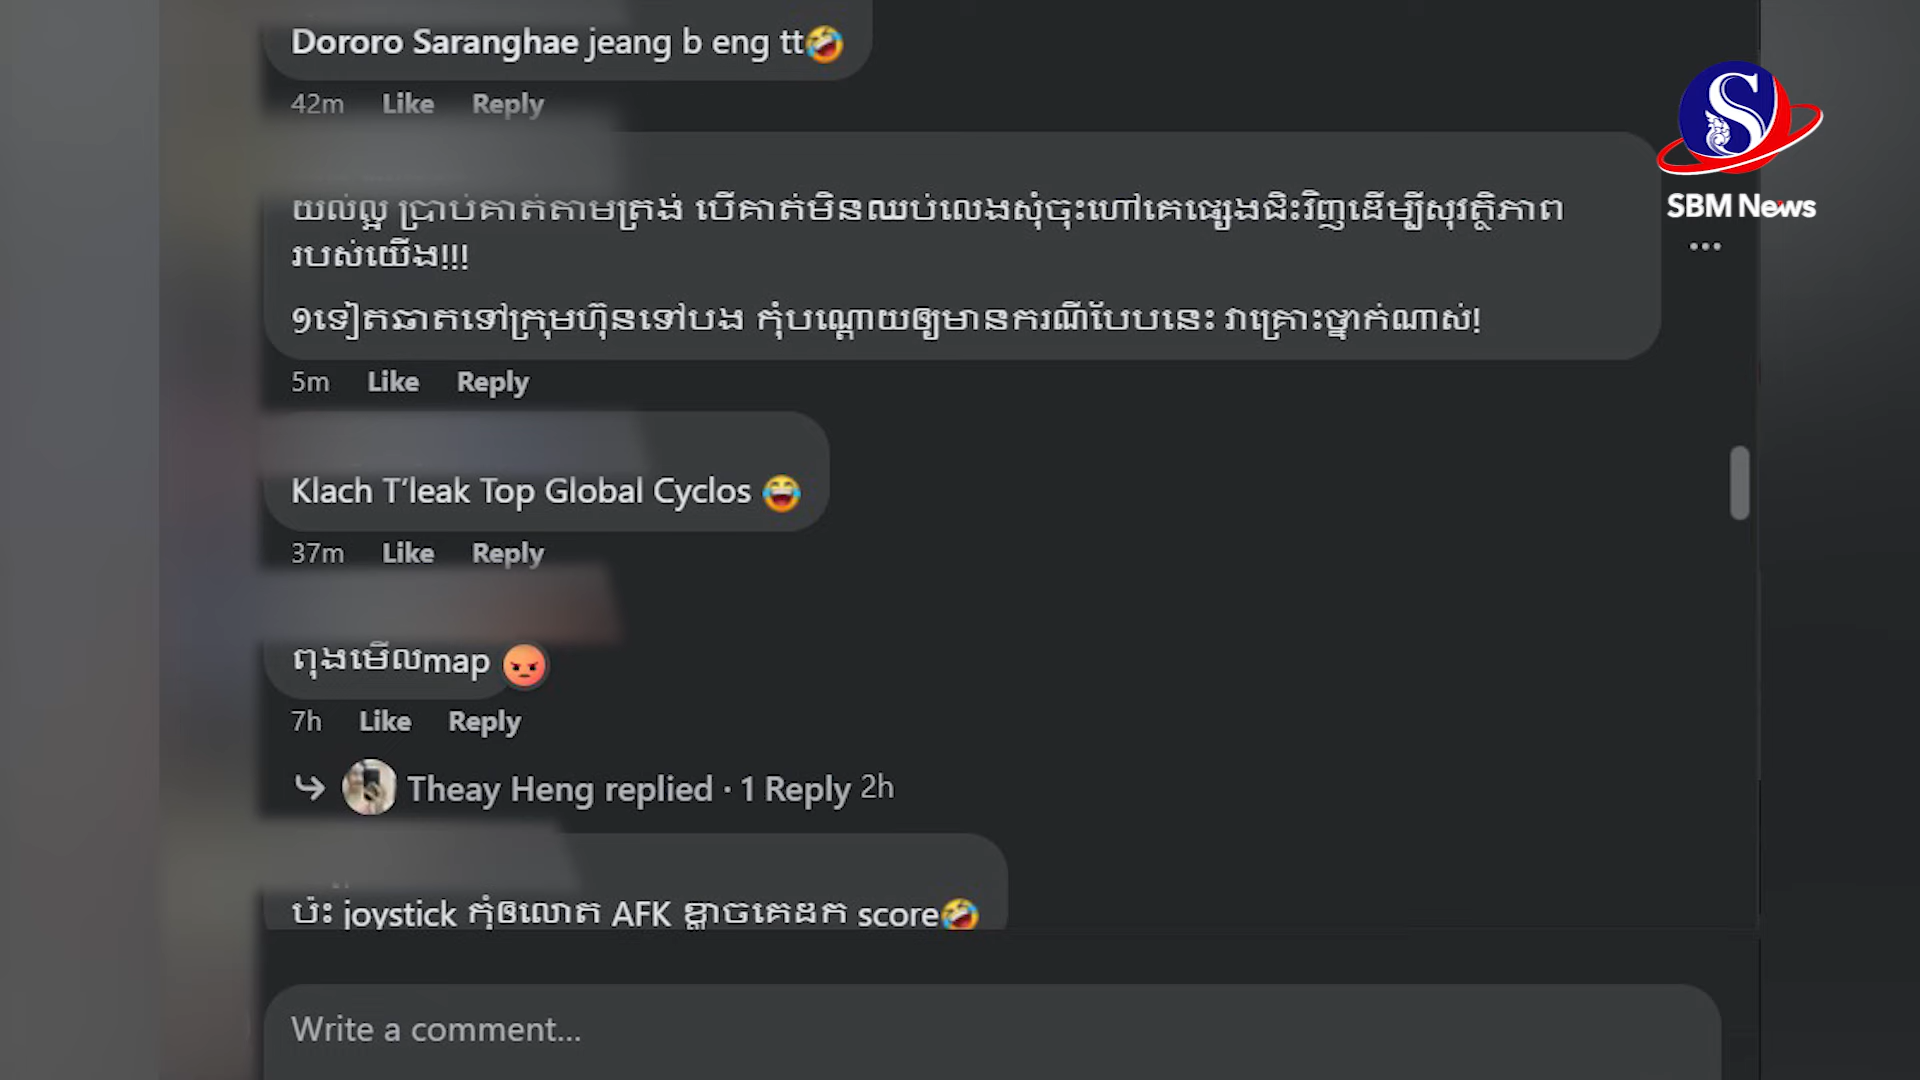 Dororo Saranghae jeang b eng tt🤣
42m Like Reply
យល់ល្អ ប្រាប់គាត់តាមត្រង់ បើគាត់មិនឈប់លេងសុំចុះហៅគេផ្សេងជិះវិញដើម្បីសុវត្ថិភាព
របស់យើង!!!
១ទៀតឆាតទៅក្រុមហ៊ុនទៅបង កុំបណ្ដោយឲ្យមានករណីបែបនេះ វាគ្រោះថ្នាក់ណាស់!
5m Like Reply
Klach T'leak Top Global Cyclos 😂
37m Like Reply
ពុងមើលmap 😡
7h Like Reply
Theay Heng replied · 1 Reply 2h
ប៉ះ joystick កុំឲលោត AFK ខ្លាចគេដក score🤣
Write a comment...
SBM News